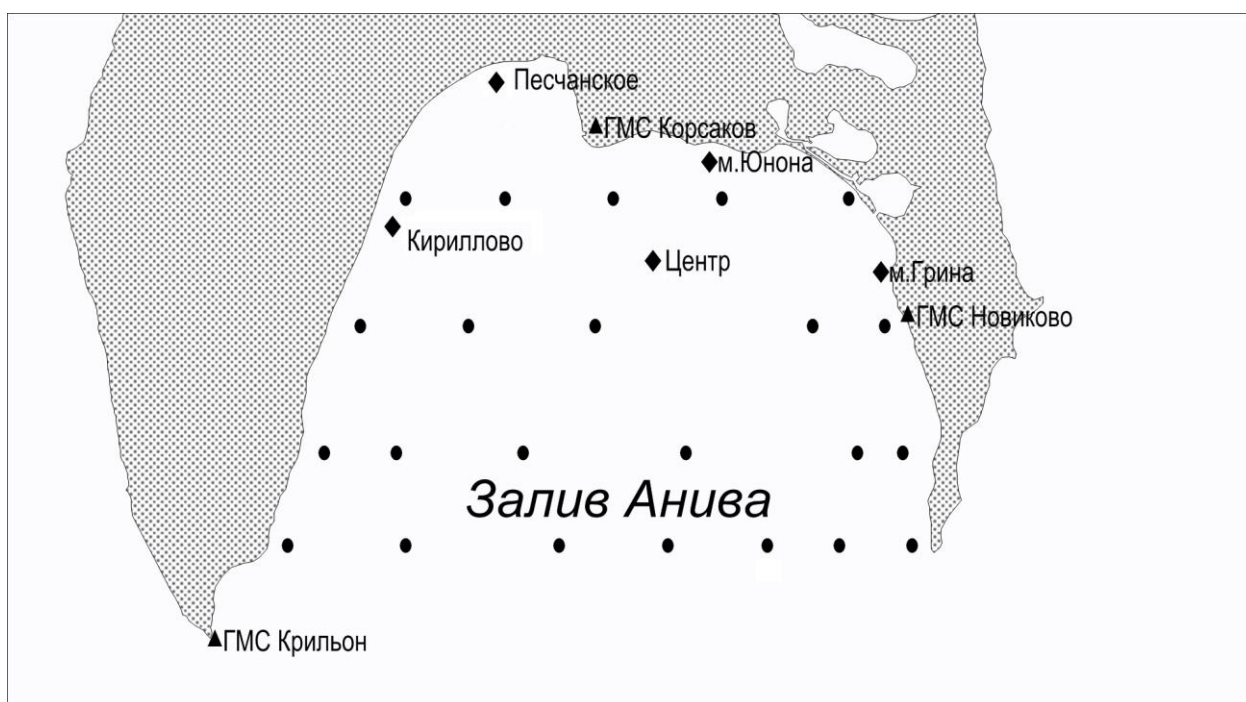 Песчанское
ГМС Корсаков
м.Юнона
Кириллово
Центр
м.Грина
ГМС Новиково
Залив Анива
ГМС Крильон